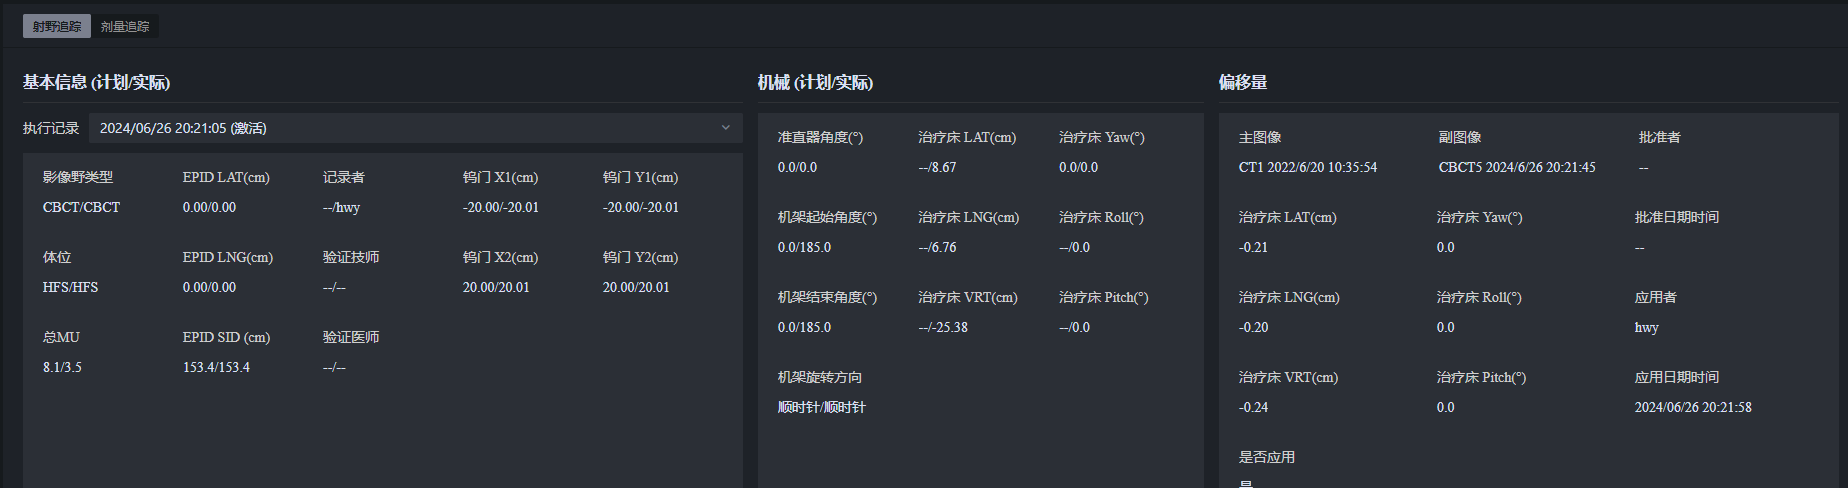 射野追踪 剂量追踪
基本信息 (计划/实际)
执行记录 2024/06/26 20:21:05 (激活)
影像野类型 EPID LAT(cm) 记录者 钨门 X1(cm) 钨门 Y1(cm)
CBCT/CBCT 0.00/0.00 --/hwy -20.00/-20.01 -20.00/-20.01
体位 EPID LNG(cm) 验证技师 钨门 X2(cm) 钨门 Y2(cm)
HFS/HFS 0.00/0.00 --/-- 20.00/20.01 20.00/20.01
总MU EPID SID (cm) 验证医师
8.1/3.5 153.4/153.4 --/--
机械 (计划/实际)
准直器角度(°) 治疗床 LAT(cm) 治疗床 Yaw(°)
0.0/0.0 --/8.67 0.0/0.0
机架起始角度(°) 治疗床 LNG(cm) 治疗床 Roll(°)
0.0/185.0 --/6.76 --/0.0
机架结束角度(°) 治疗床 VRT(cm) 治疗床 Pitch(°)
0.0/185.0 --/-25.38 --/0.0
机架旋转方向
顺时针/顺时针
偏移量
主图像 副图像 批准者
CT1 2022/6/20 10:35:54 CBCT5 2024/6/26 20:21:45 --
治疗床 LAT(cm) 治疗床 Yaw(°) 批准日期时间
-0.21 0.0 --
治疗床 LNG(cm) 治疗床 Roll(°) 应用者
-0.20 0.0 hwy
治疗床 VRT(cm) 治疗床 Pitch(°) 应用日期时间
-0.24 0.0 2024/06/26 20:21:58
是否应用